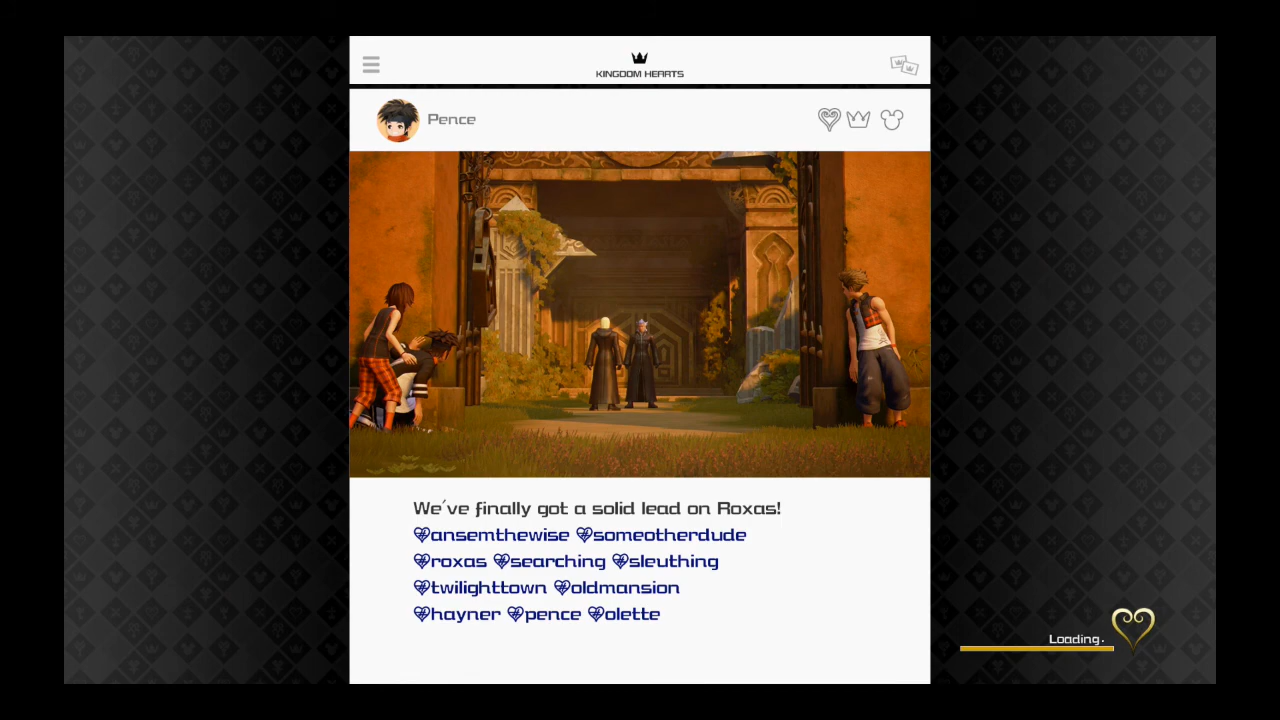 KINGDOM HEARTS
Pence
We've finally got a solid lead on Roxas!
#ansemthewise #someotherdude
#roxas #searching #sleuthing
#twilighttown #oldmansion
#hayner #pence #olette
Loading.